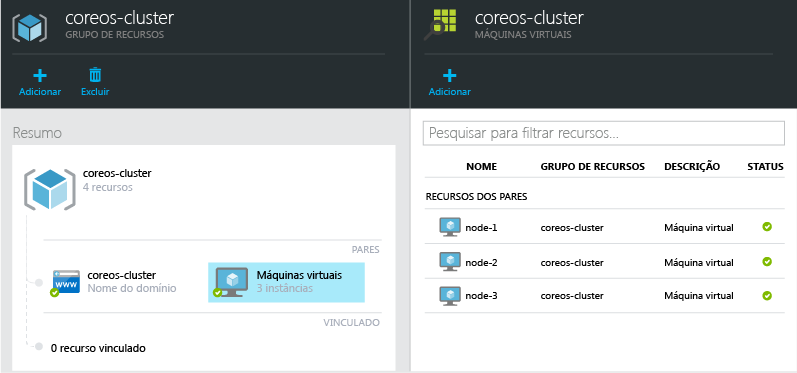 coreos-cluster
GRUPO DE RECURSOS
Adicionar Excluir
Resumo
coreos-cluster
4 recursos
PARES
coreos-cluster
Nome do domínio
www
Máquinas virtuais
3 instâncias
VINCULADO
0 recurso vinculado
coreos-cluster
MÁQUINAS VIRTUAIS
Adicionar
Pesquisar para filtrar recursos...
NOME GRUPO DE RECURSOS DESCRIÇÃO STATUS
RECURSOS DOS PARES
node-1 coreos-cluster Máquina virtual
node-2 coreos-cluster Máquina virtual
node-3 coreos-cluster Máquina virtual